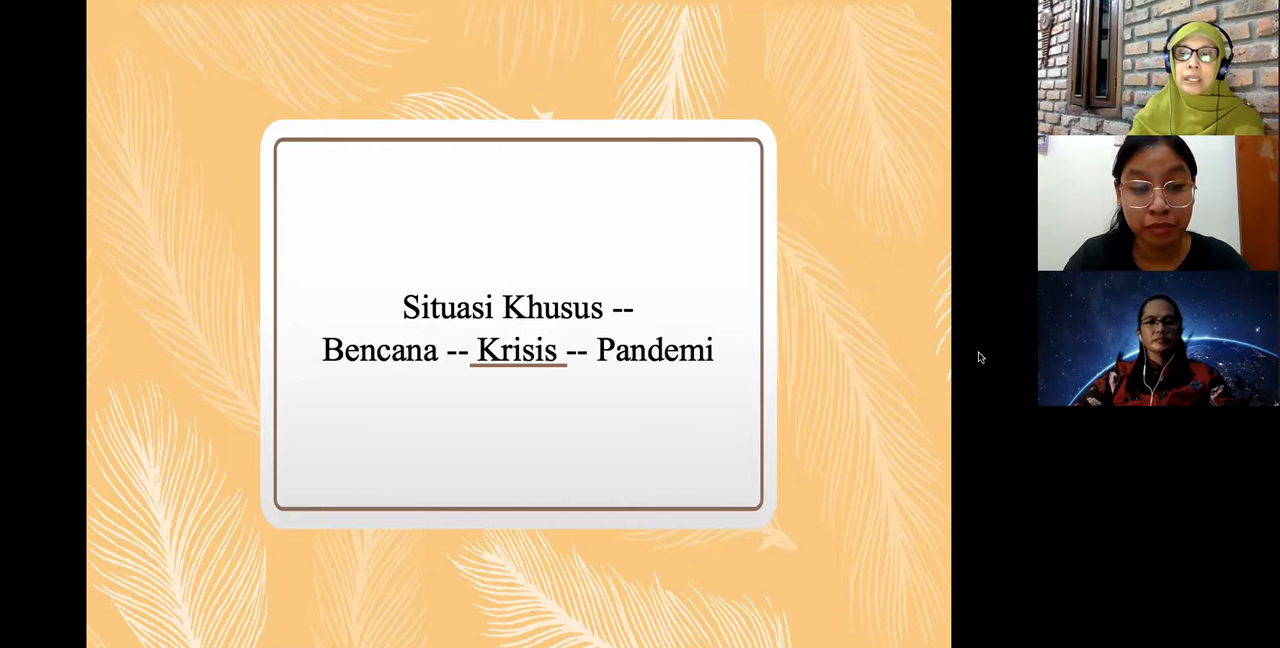 Situasi Khusus --
Bencana -- Krisis -- Pandemi